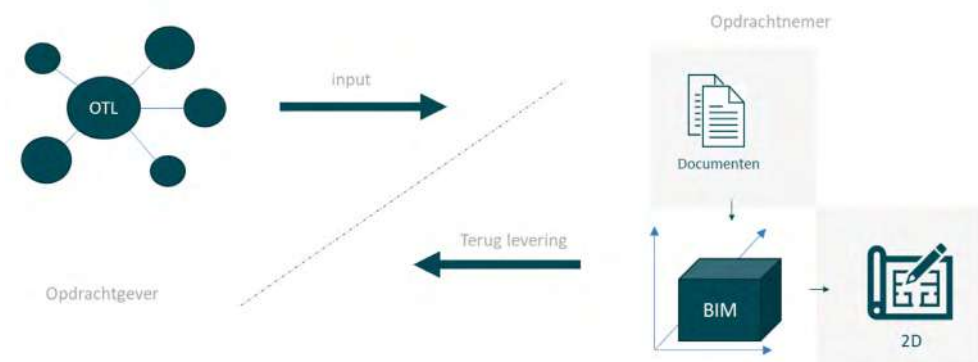 Opdrachtnemer
input
OTL
Documenten
Terug levering
Opdrachtgever
BIM
2D